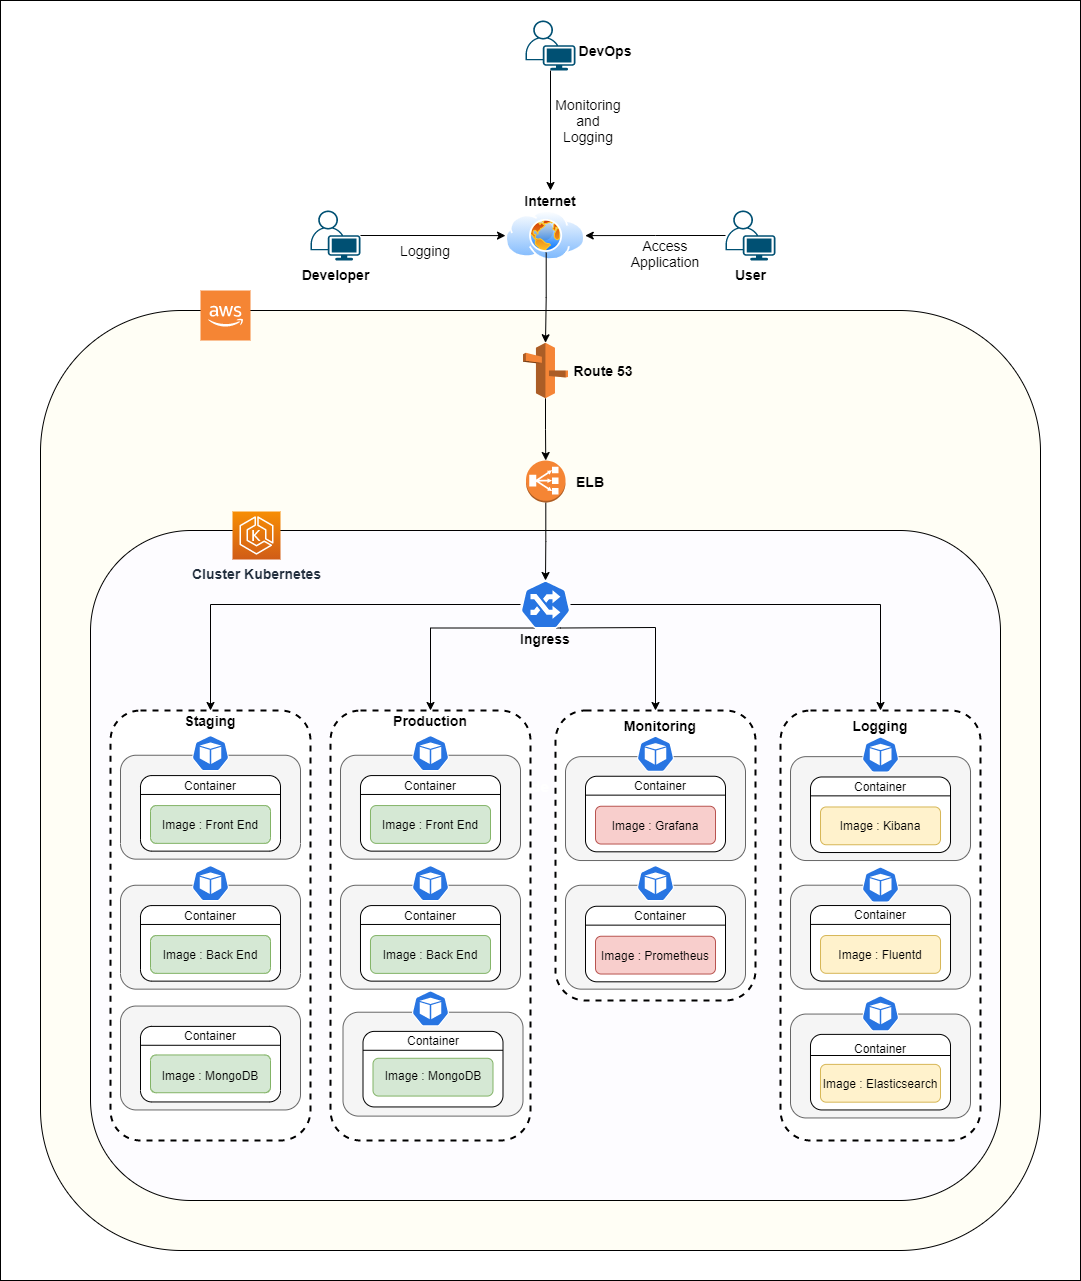 DevOps
Monitoring
and
Logging
Internet
Logging
Access
Application
Developer
User
aws
Route 53
ELB
K
Cluster Kubernetes
Ingress
Staging
Production
Monitoring
Logging
Container
Image : Front End
Container
Image : Front End
Container
Image : Grafana
Container
Image : Kibana
Container
Image : Back End
Container
Image : Back End
Container
Image : Prometheus
Container
Image : Fluentd
Container
Image : MongoDB
Container
Image : MongoDB
Container
Image : Elasticsearch